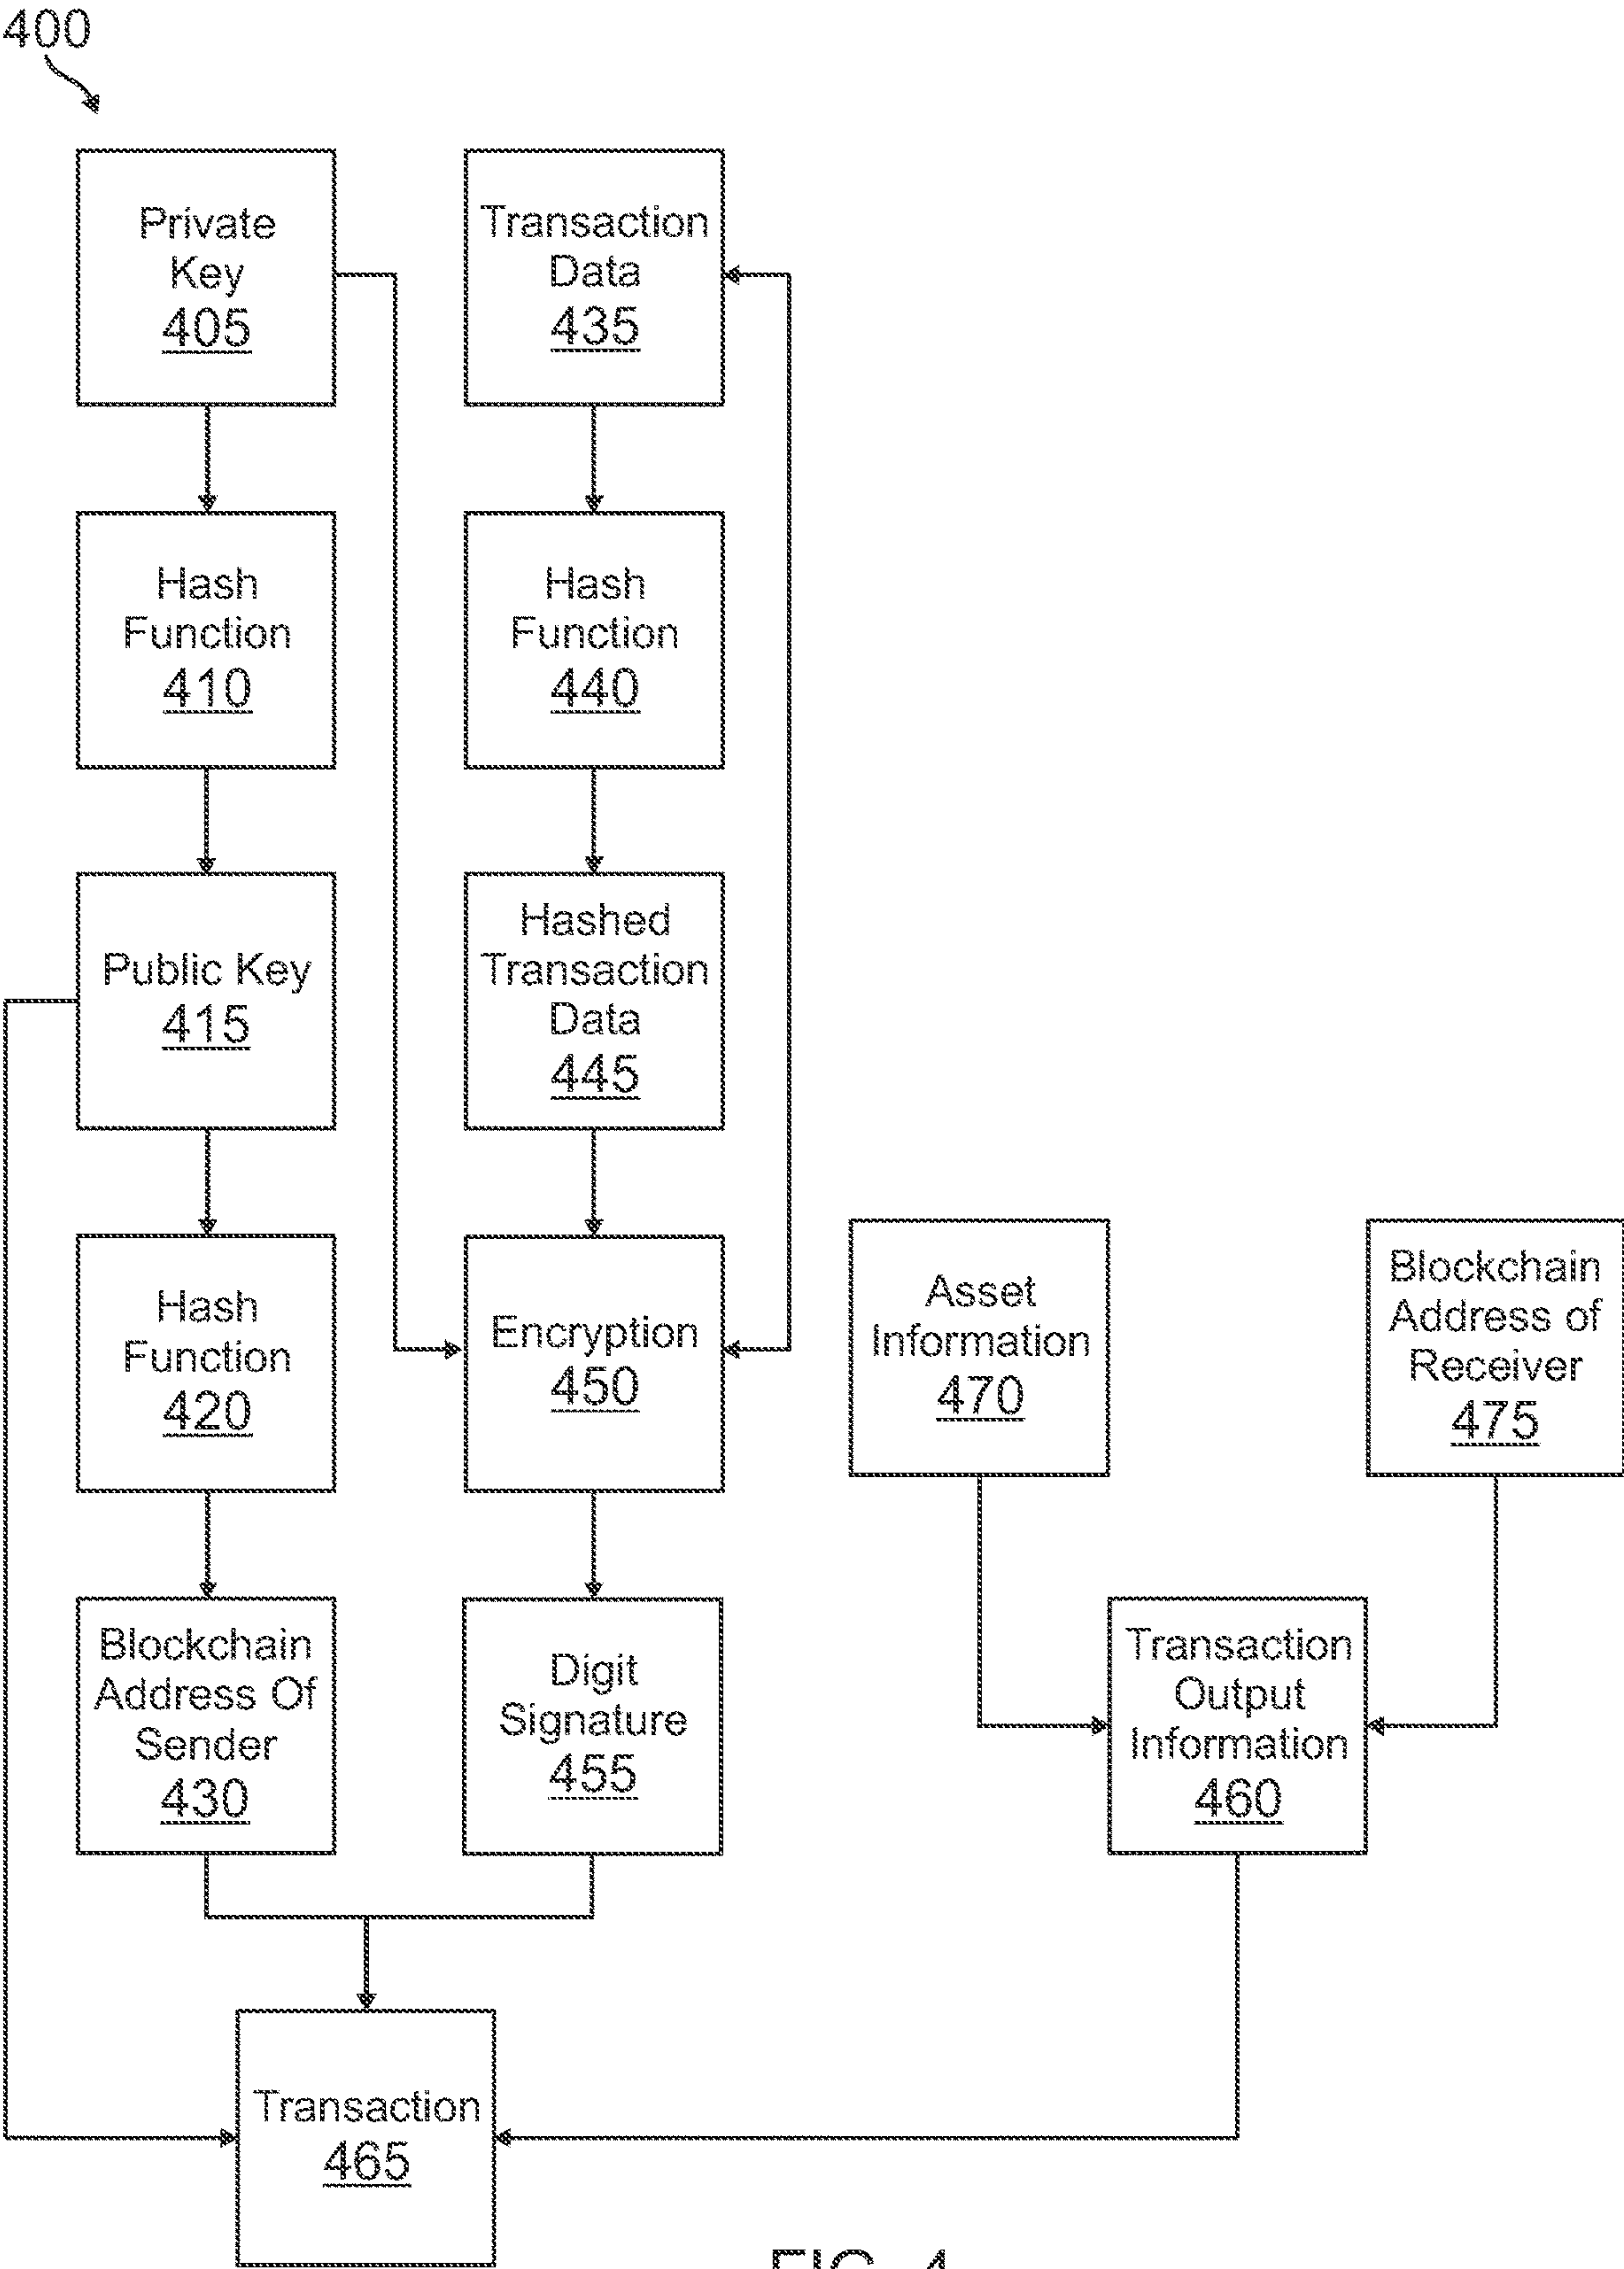 400
Private
Key
405
Transaction
Data
435
Hash
Function
410
Hash
Function
440
Public Key
415
Hashed
Transaction
Data
445
Hash
Function
420
Encryption
450
Asset
Information
470
Blockchain
Address of
Receiver
475
Blockchain
Address Of
Sender
430
Digit
Signature
455
Transaction
Output
Information
460
Transaction
465
FIG. 4